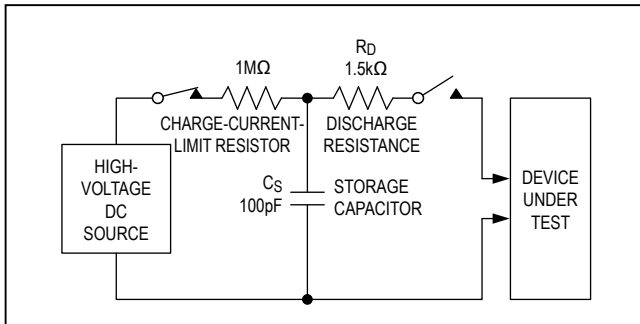 RD
1MΩ
1.5kΩ
CHARGE-CURRENT-
LIMIT RESISTOR
DISCHARGE
RESISTANCE
HIGH-
VOLTAGE
DC
SOURCE
CS
100pF
STORAGE
CAPACITOR
DEVICE
UNDER
TEST